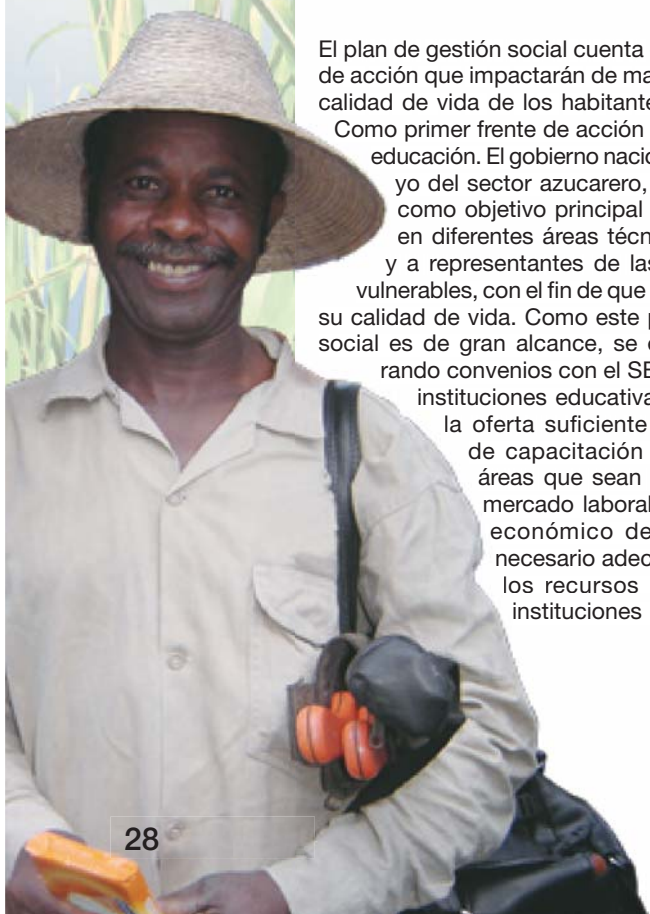 El plan de gestión social cuenta
de acción que impactarán de ma
calidad de vida de los habitante
Como primer frente de acción
educación. El gobierno nacio
yo del sector azucarero,
como objetivo principal
en diferentes áreas técn
y a representantes de las
vulnerables, con el fin de que
su calidad de vida. Como este p
social es de gran alcance, se e
rando convenios con el SE
instituciones educativa
la oferta suficiente
de capacitación
áreas que sean
mercado laboral
económico de
necesario adec
los recursos
instituciones
28